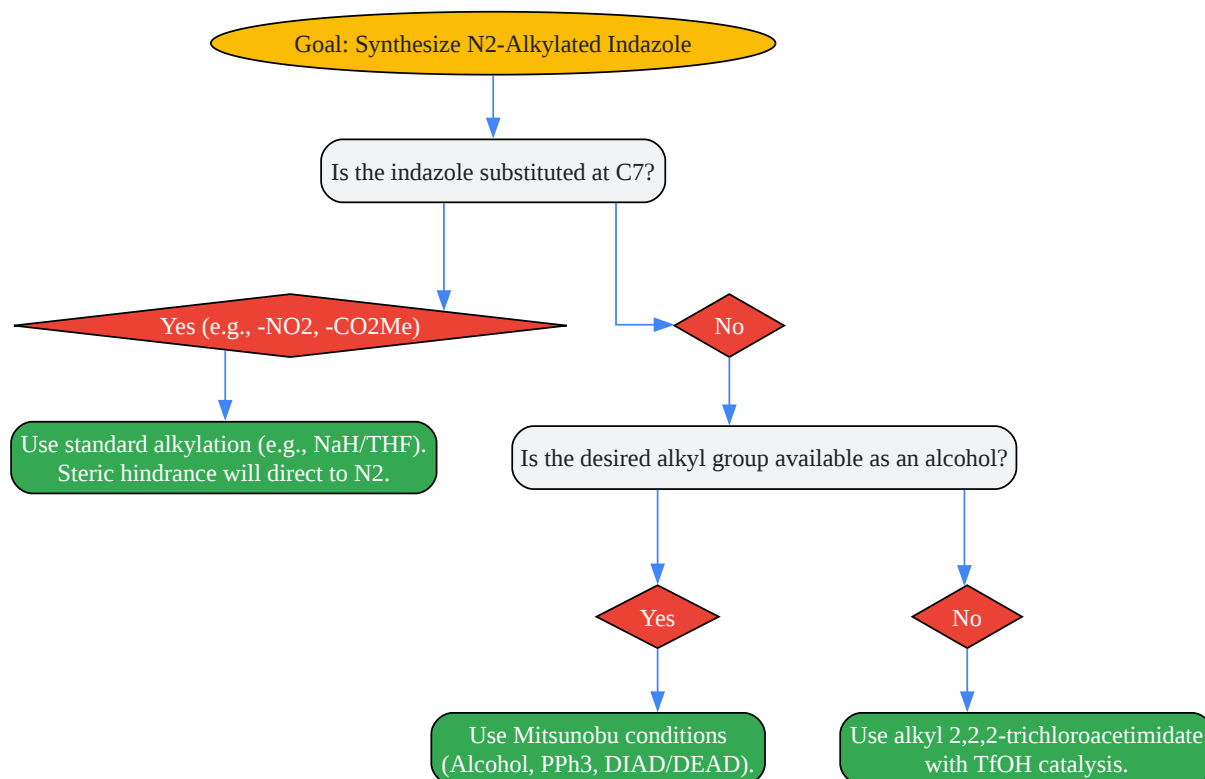 Goal: Synthesize N2-Alkylated Indazole
Is the indazole substituted at C7?
Yes (e.g., -NO2, -CO2Me)
No
Use standard alkylation (e.g., NaH/THF).
Steric hindrance will direct to N2.
Is the desired alkyl group available as an alcohol?
Yes
No
Use Mitsunobu conditions
(Alcohol, PPh3, DIAD/DEAD).
Use alkyl 2,2,2-trichloroacetimidate
with TfOH catalysis.